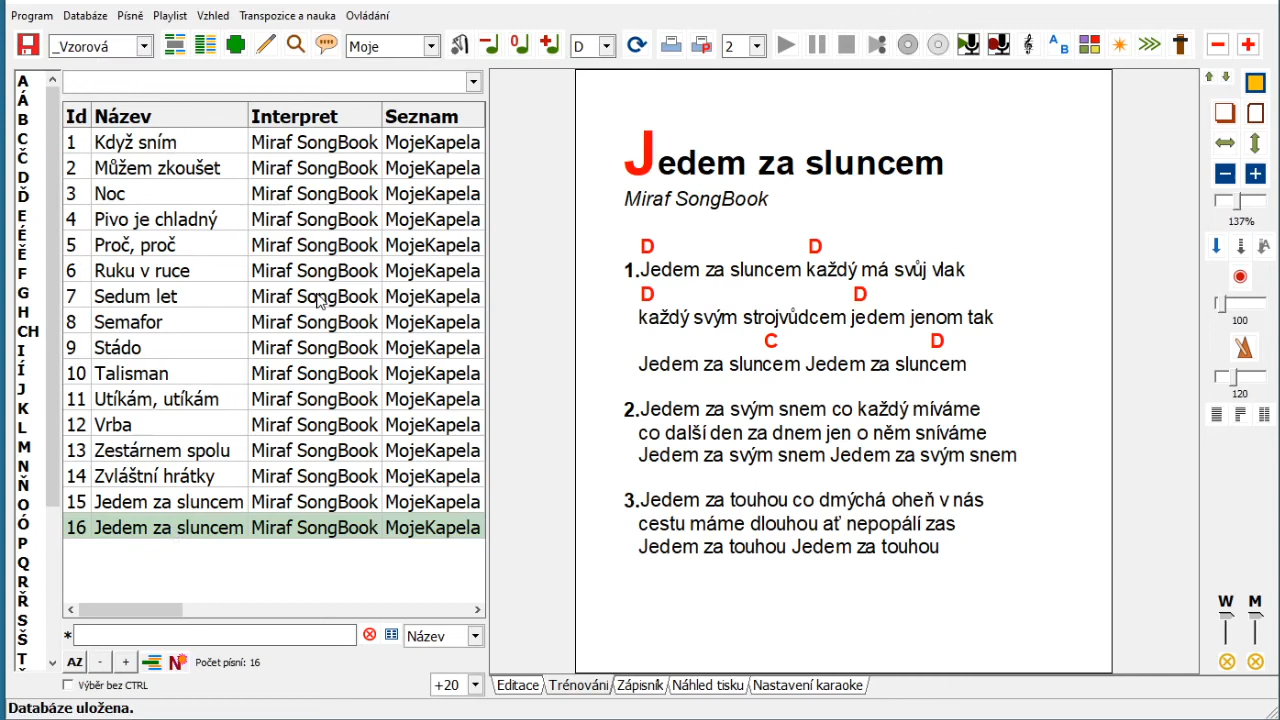 Program Databáze Písně Playlist Vzhled Transpozice a nauka Ovládání
_Vzorová Moje D 2
A
Á
B
C
Č
D
Ď
E
É
Ě
F
G
H
CH
I
Í
J
K
L
M
N
Ň
O
Ó
P
Q
R
Ř
S
Š
T
Id Název Interpret Seznam
1 Když sním Miraf SongBook MojeKapela
2 Můžem zkoušet Miraf SongBook MojeKapela
3 Noc Miraf SongBook MojeKapela
4 Pivo je chladný Miraf SongBook MojeKapela
5 Proč, proč Miraf SongBook MojeKapela
6 Ruku v ruce Miraf SongBook MojeKapela
7 Sedum let Miraf SongBook MojeKapela
8 Semafor Miraf SongBook MojeKapela
9 Stádo Miraf SongBook MojeKapela
10 Talisman Miraf SongBook MojeKapela
11 Utíkám, utíkám Miraf SongBook MojeKapela
12 Vrba Miraf SongBook MojeKapela
13 Zestárnem spolu Miraf SongBook MojeKapela
14 Zvláštní hrátky Miraf SongBook MojeKapela
15 Jedem za sluncem Miraf SongBook MojeKapela
16 Jedem za sluncem Miraf SongBook MojeKapela
* Název
AZ - + N Počet písní: 16
Výběr bez CTRL +20
Jedem za sluncem
Miraf SongBook
D D
1.Jedem za sluncem každý má svůj vlak
D D
každý svým strojvůdcem jedem jenom tak
C D
Jedem za sluncem Jedem za sluncem
2.Jedem za svým snem co každý míváme
co další den za dnem jen o něm sníváme
Jedem za svým snem Jedem za svým snem
3.Jedem za touhou co dmýchá oheň v nás
cestu máme dlouhou ať nepopálí zas
Jedem za touhou Jedem za touhou
137%
100
120
W M
Editace Trénování Zápisník Náhled tisku Nastavení karaoke
Databáze uložena.